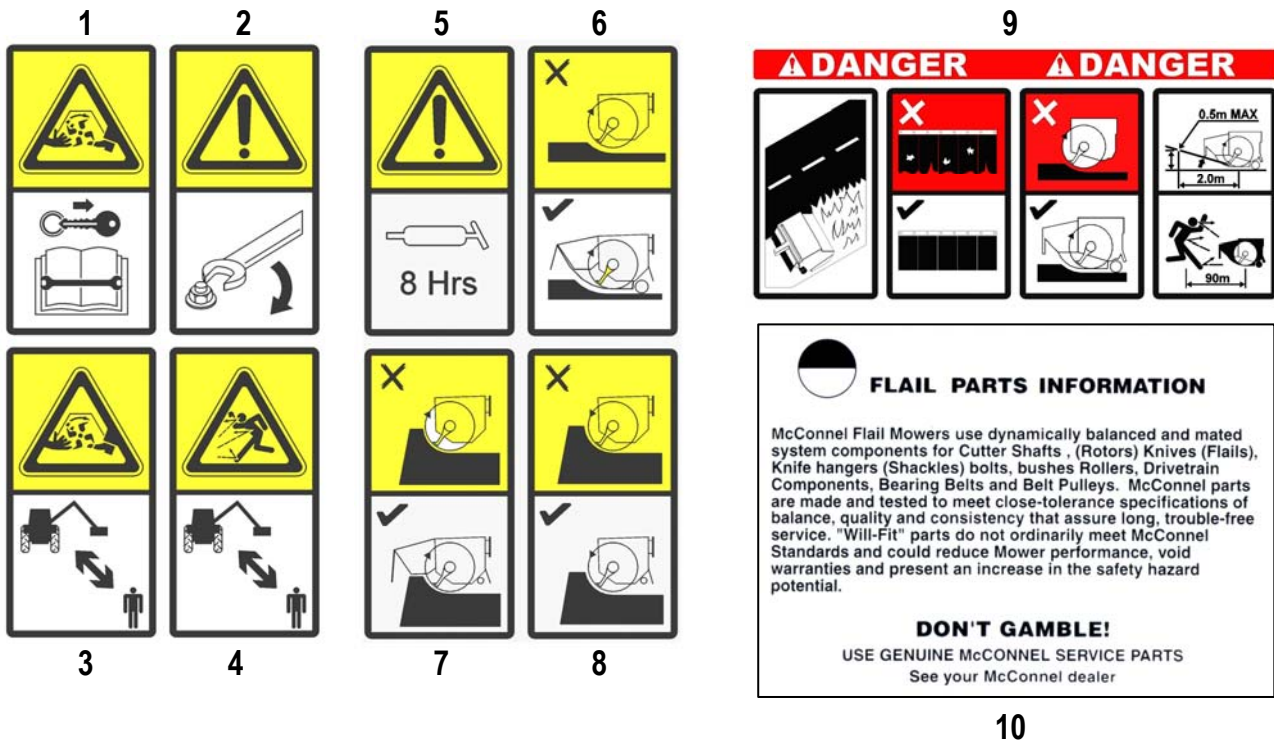 1
2
5
6
9
8 Hrs
3
4
7
8
DANGER DANGER
0.5m MAX
2.0m
90m
FLAIL PARTS INFORMATION
McConnel Flail Mowers use dynamically balanced and mated
system components for Cutter Shafts , (Rotors) Knives (Flails),
Knife hangers (Shackles) bolts, bushes Rollers, Drivetrain
Components, Bearing Belts and Belt Pulleys. McConnel parts
are made and tested to meet close-tolerance specifications of
balance, quality and consistency that assure long, trouble-free
service. "Will-Fit" parts do not ordinarily meet McConnel
Standards and could reduce Mower performance, void
warranties and present an increase in the safety hazard
potential.
DON'T GAMBLE!
USE GENUINE McCONNEL SERVICE PARTS
See your McConnel dealer
10